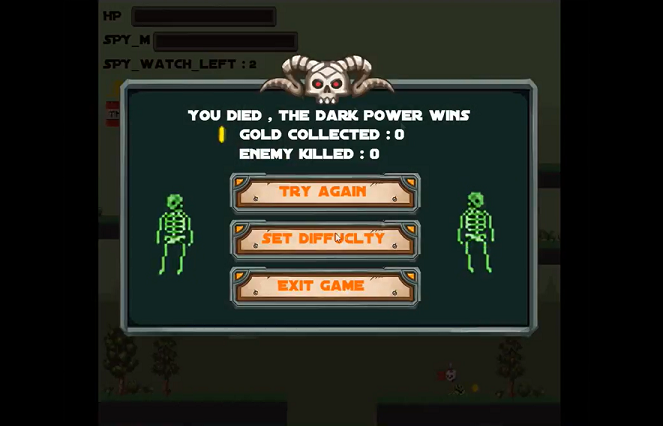 HP
SPY_M
SPY_WATCH_LEFT : 2
YOU DIED , THE DARK POWER WINS
GOLD COLLECTED : 0
ENEMY KILLED : 0
TRY AGAIN
SET DIFFUCLTY
EXIT GAME